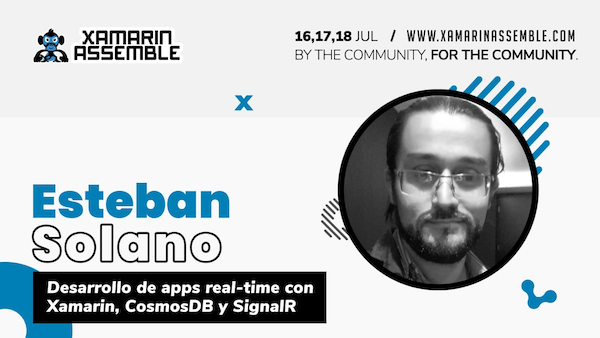 XAMARIN
ASSEMBLE
16,17,18 JUL / WWW.XAMARINASSEMBLE.COM
BY THE COMMUNITY, FOR THE COMMUNITY.
x
Esteban
Solano
Desarrollo de apps real-time con
Xamarin, CosmosDB y SignalR